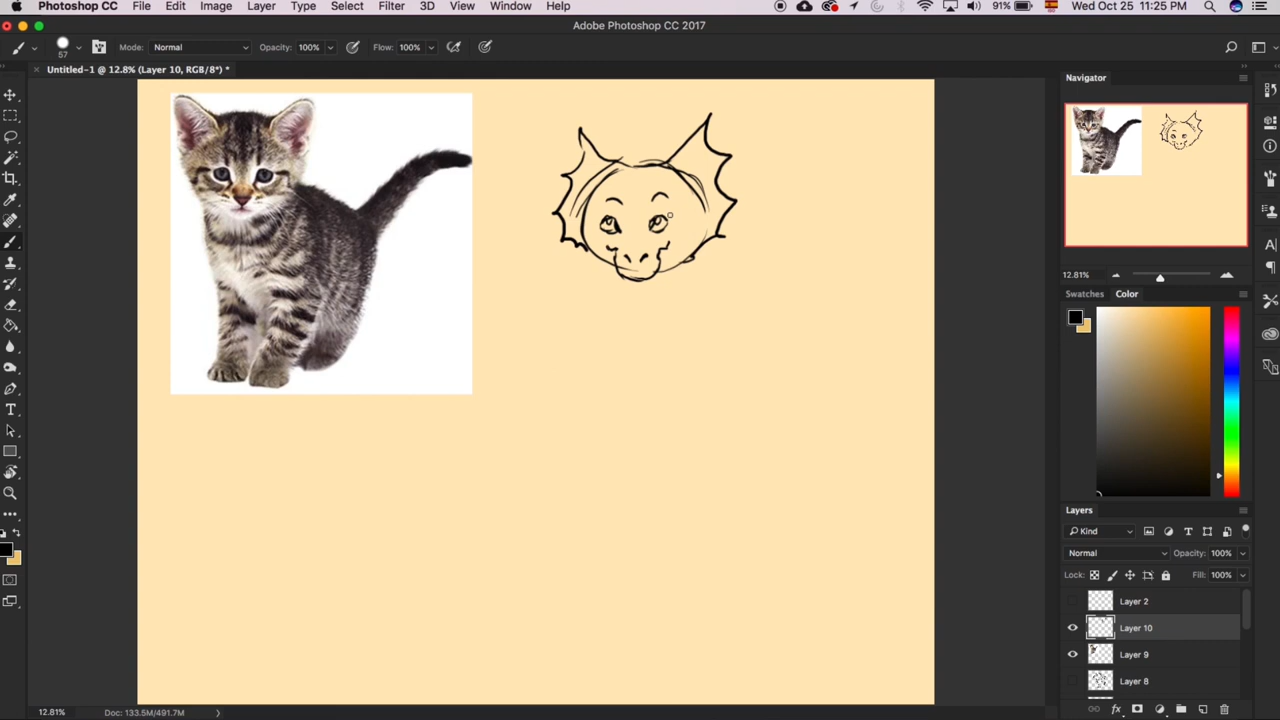 Photoshop CC File Edit Image Layer Type Select Filter 3D View Window Help 91% Wed Oct 25 11:25 PM
Adobe Photoshop CC 2017
57 Mode: Normal Opacity: 100% Flow: 100%
× Untitled-1 @ 12.8% (Layer 10, RGB/8*) *
Navigator
12.81%
Swatches Color
Layers
Kind
Normal Opacity: 100%
Lock: Fill: 100%
Layer 2
Layer 10
Layer 9
Layer 8
fx
12.81% Doc: 133.5M/491.7M